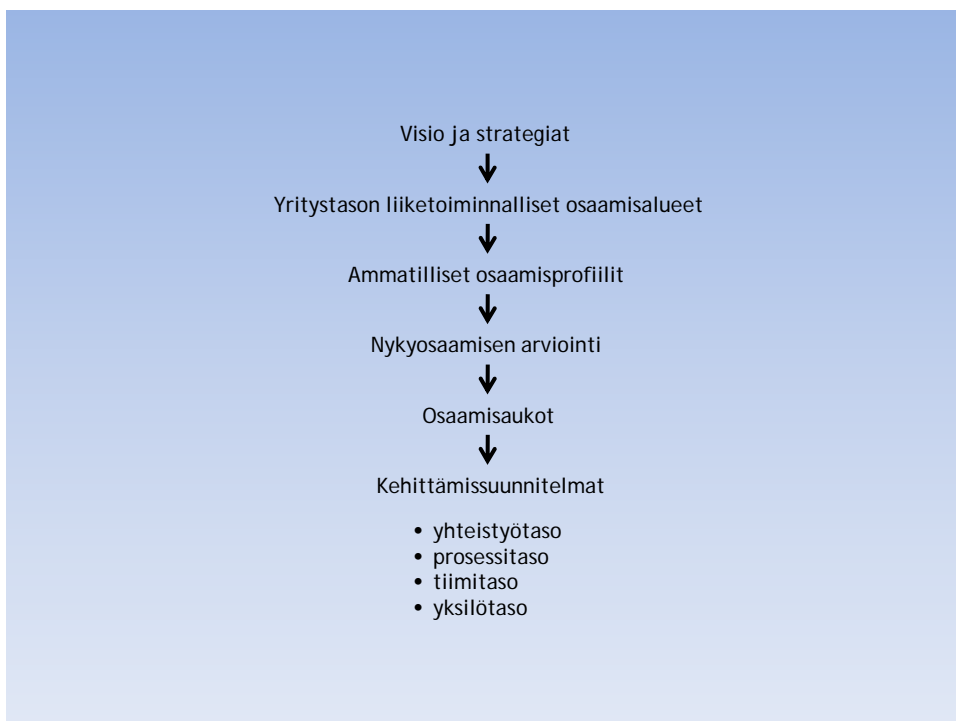 Visio ja strategiat
Yritystason liiketoiminnalliset osaamisalueet
Ammatilliset osaamisprofiilit
Nykyosaamisen arviointi
Osaamisaukot
Kehittämissuunnitelmat
• yhteistyötaso
• prosessitaso
• tiimitaso
• yksilötaso